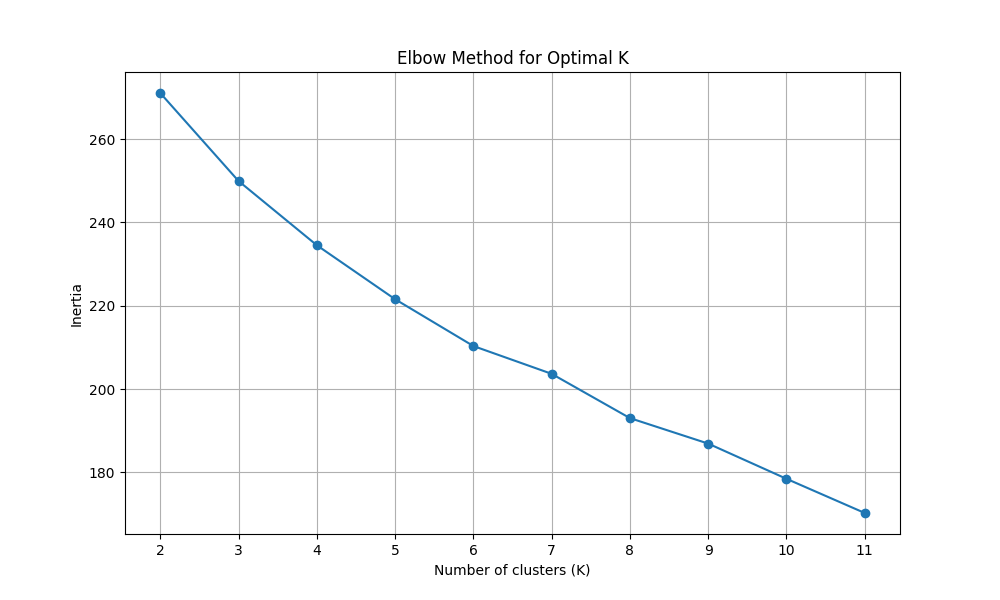 Elbow Method for Optimal K
260
240
220
200
180
Inertia
2 3 4 5 6 7 8 9 10 11
Number of clusters (K)